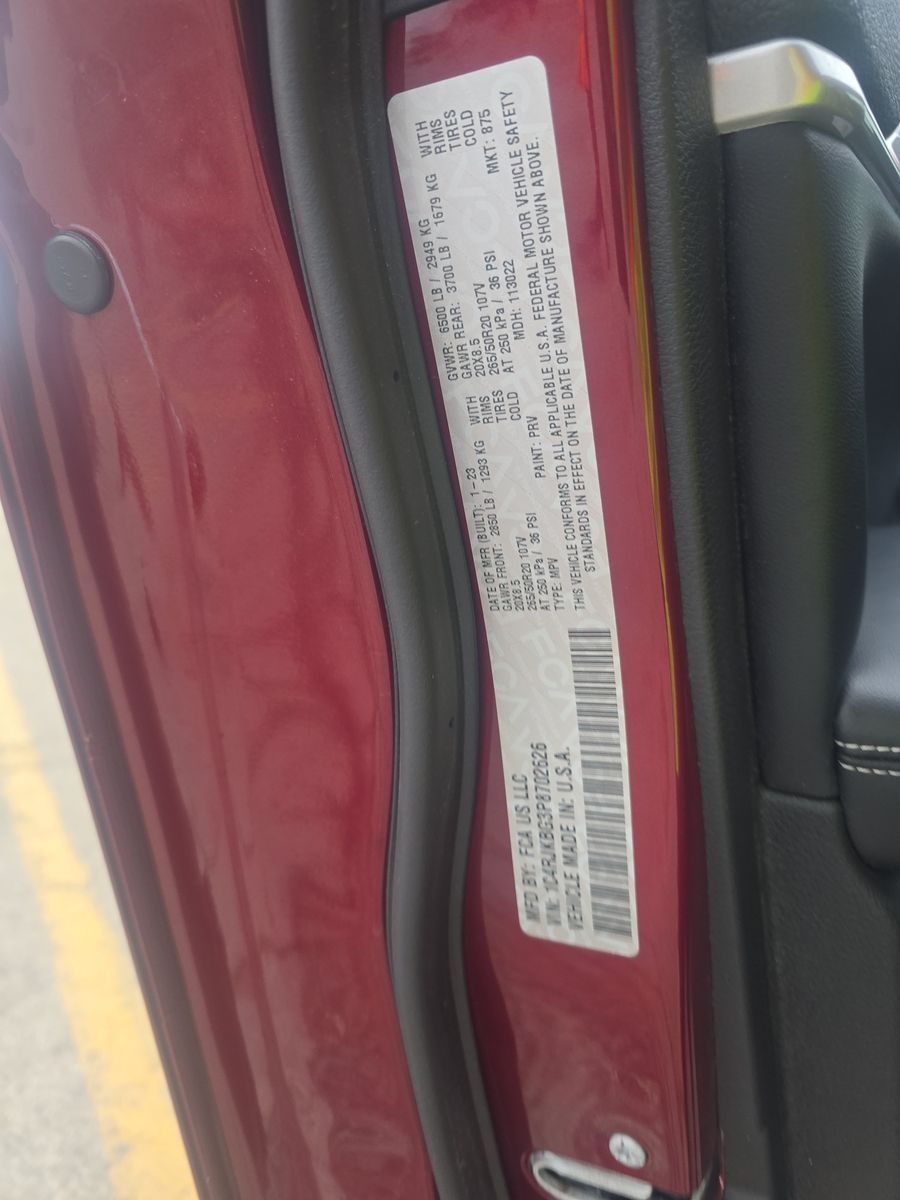 MFD BY: FCA US LLC
VIN: 1C4RJKBG3P8702626
VEHICLE MADE IN: U.S.A.
DATE OF MFR (BUILT): 1-23
GAWR FRONT: 2850 LB / 1293 KG WITH
20X8.5 RIMS
265/50R20 107V TIRES
AT 250 kPa / 36 PSI COLD
TYPE: MPV PAINT: PRV
GVWR: 6500 LB / 2949 KG
GAWR REAR: 3700 LB / 1679 KG WITH
20X8.5 RIMS
265/50R20 107V TIRES
AT 250 kPa / 36 PSI COLD
MDH: 113022 MKT: 875
THIS VEHICLE CONFORMS TO ALL APPLICABLE U.S.A. FEDERAL MOTOR VEHICLE SAFETY
STANDARDS IN EFFECT ON THE DATE OF MANUFACTURE SHOWN ABOVE.